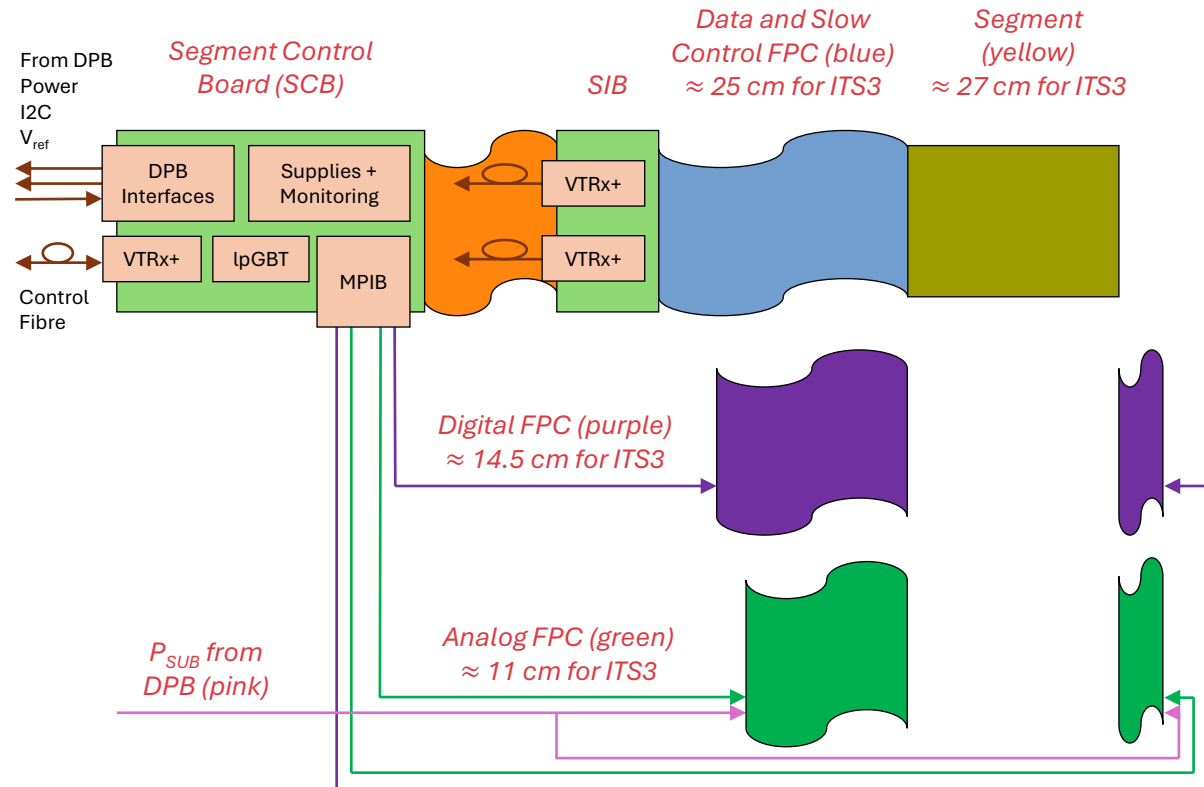 From DPB
Power
I2C
V_ref
Segment Control
Board (SCB)
SIB
Data and Slow
Control FPC (blue)
≈ 25 cm for ITS3
Segment
(yellow)
≈ 27 cm for ITS3
DPB
Interfaces
Supplies +
Monitoring
VTRx+
VTRx+
lpGBT
MPIB
VTRx+
Control
Fibre
Digital FPC (purple)
≈ 14.5 cm for ITS3
Analog FPC (green)
≈ 11 cm for ITS3
P_SUB from
DPB (pink)